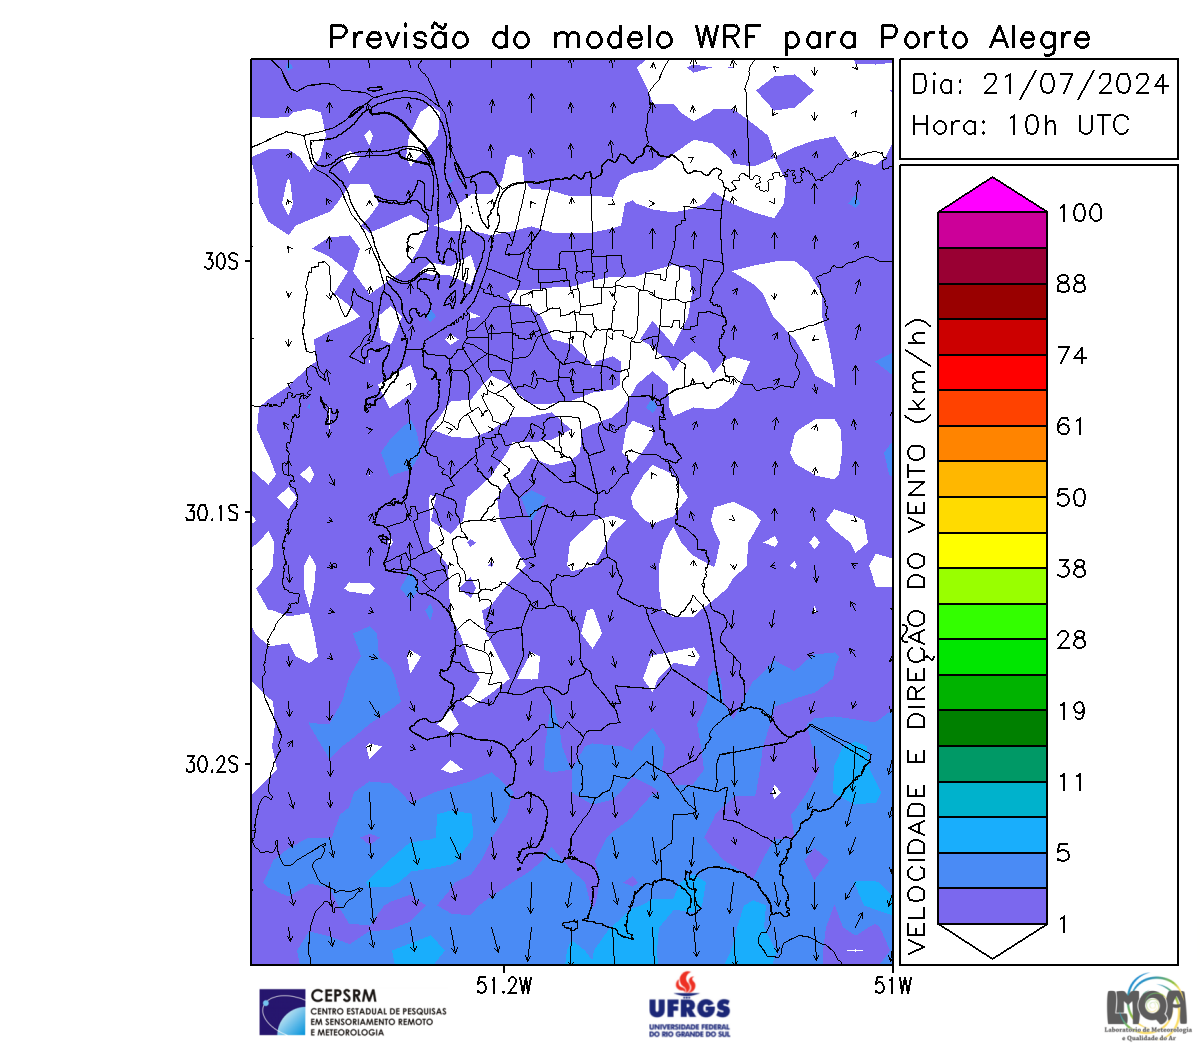 Previsão do modelo WRF para Porto Alegre
Dia: 21/07/2024
Hora: 10h UTC
30S
30.1S
30.2S
51.2W
51W
VELOCIDADE E DIREÇÃO DO VENTO (km/h)
100
88
74
61
50
38
28
19
11
5
1
CEPSRM
CENTRO ESTADUAL DE PESQUISAS
EM SENSORIAMENTO REMOTO
E METEOROLOGIA
UFRGS
UNIVERSIDADE FEDERAL
DO RIO GRANDE DO SUL
LMQA
Laboratório de Meteorologia
e Qualidade do Ar